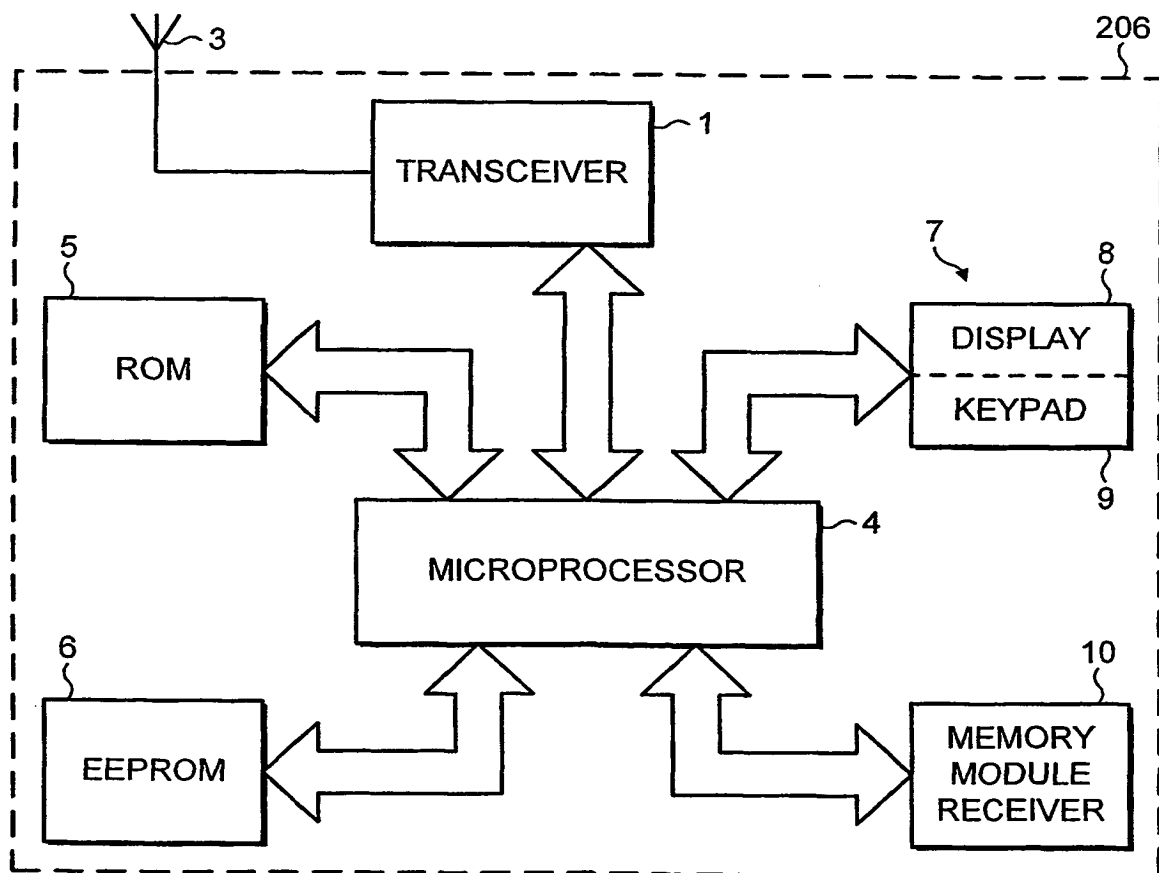 3
206
1
TRANSCEIVER
5
7
8
ROM
DISPLAY
KEYPAD
9
4
MICROPROCESSOR
6
10
EEPROM
MEMORY
MODULE
RECEIVER